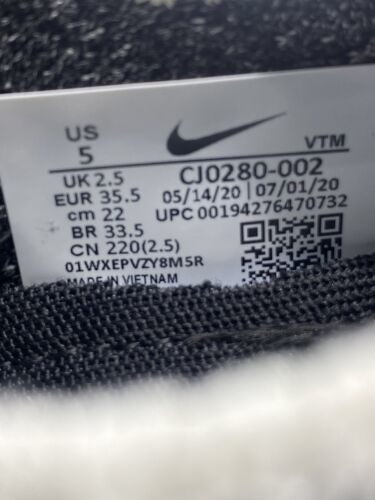 US
5
VTM
UK 2.5
CJ0280-002
EUR 35.5
05/14/20 07/01/20
cm 22
UPC 00194276470732
BR 33.5
CN 220(2.5)
01WXEPVZY8M5R
MADE IN VIETNAM